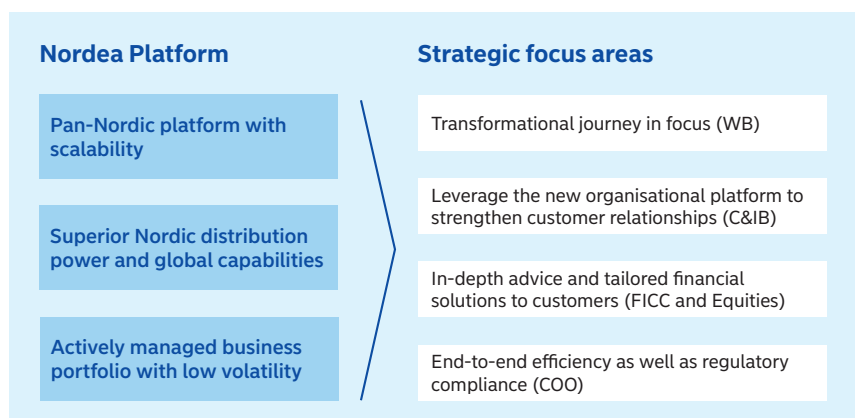 Nordea Platform
Pan-Nordic platform with
scalability
Superior Nordic distribution
power and global capabilities
Actively managed business
portfolio with low volatility
Strategic focus areas
Transformational journey in focus (WB)
Leverage the new organisational platform to
strengthen customer relationships (C&IB)
In-depth advice and tailored financial
solutions to customers (FICC and Equities)
End-to-end efficiency as well as regulatory
compliance (COO)